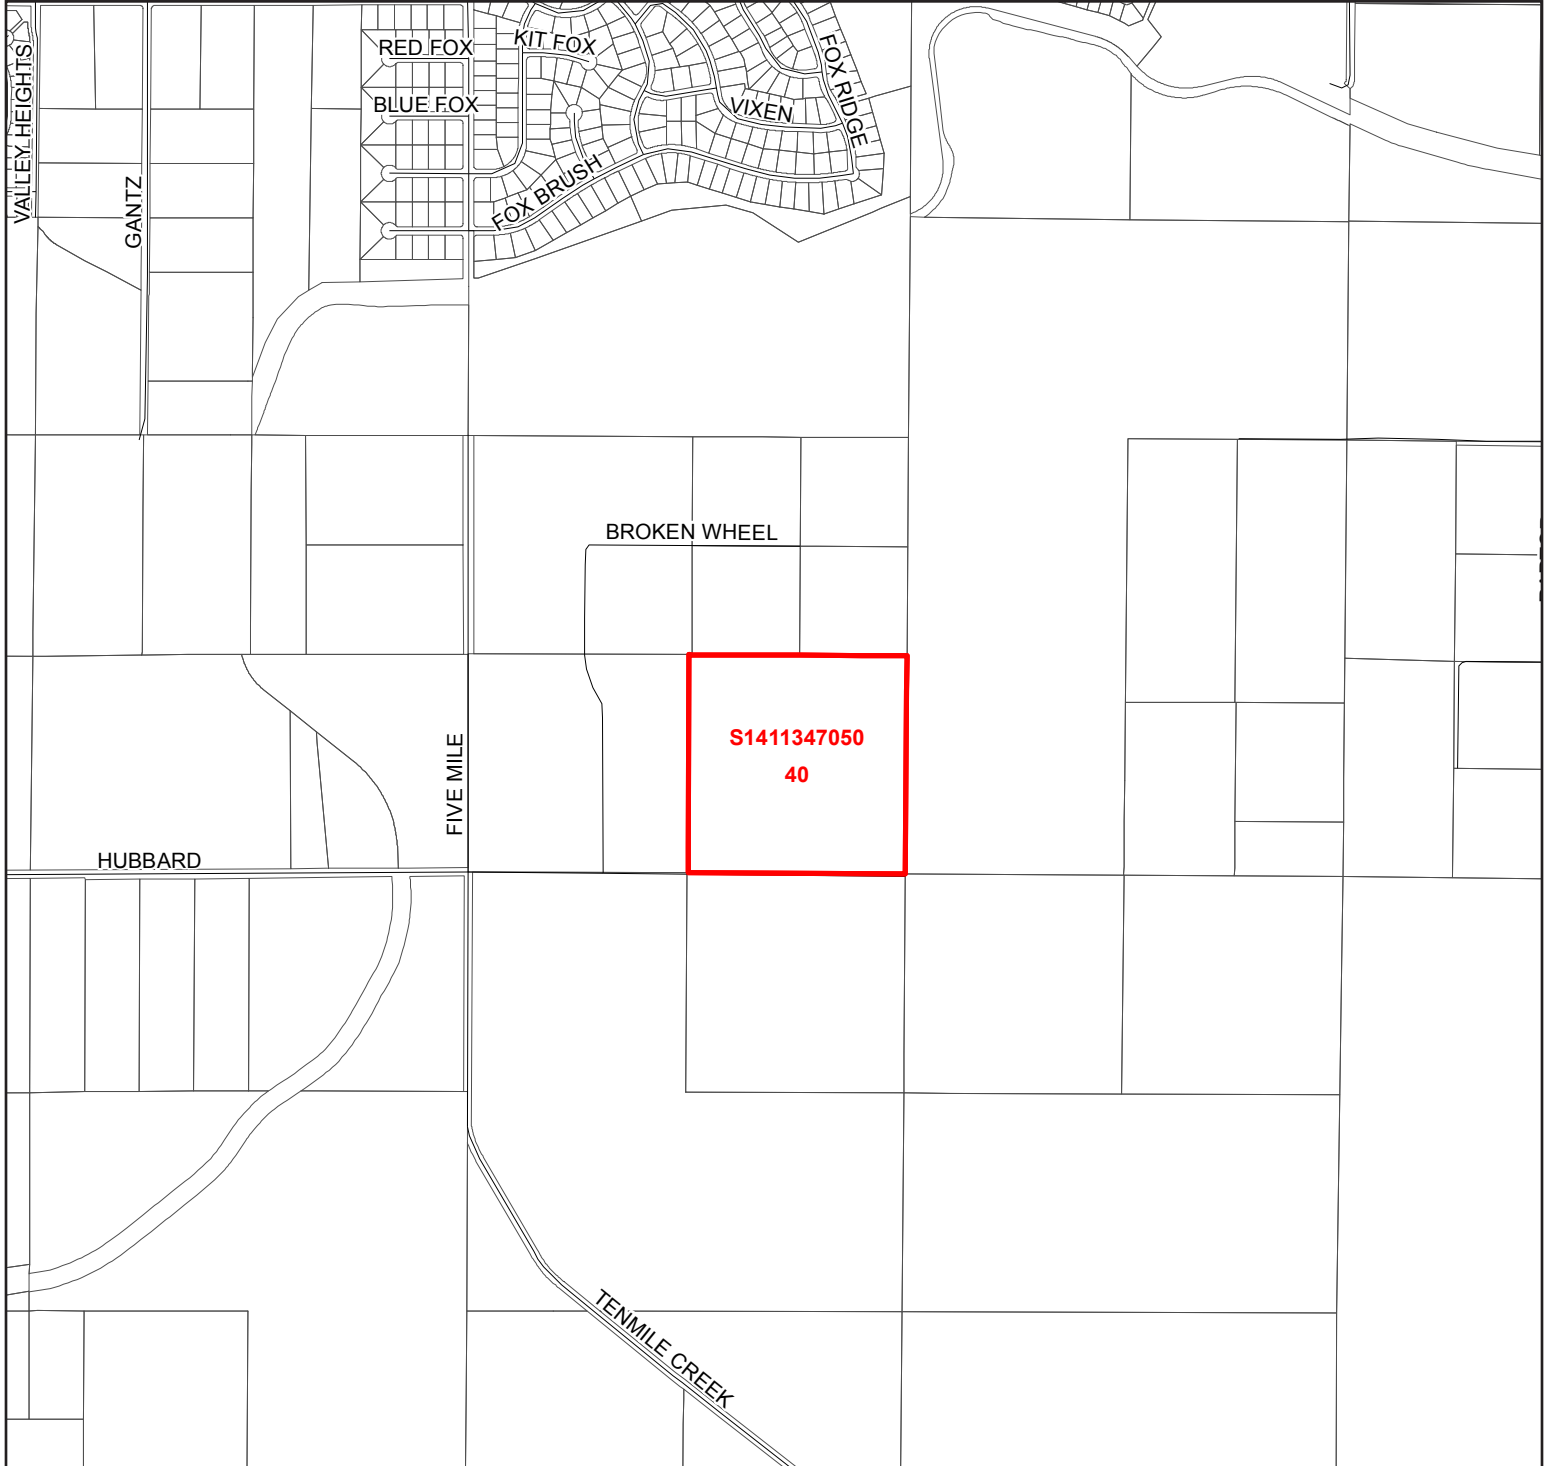 RED FOX
KIT FOX
FOX RIDGE
VALLEY HEIGHTS
BLUE FOX
VIXEN
GANTZ
FOX BRUSH
BROKEN WHEEL
S1411347050
40
FIVE MILE
HUBBARD
TENMILE CREEK